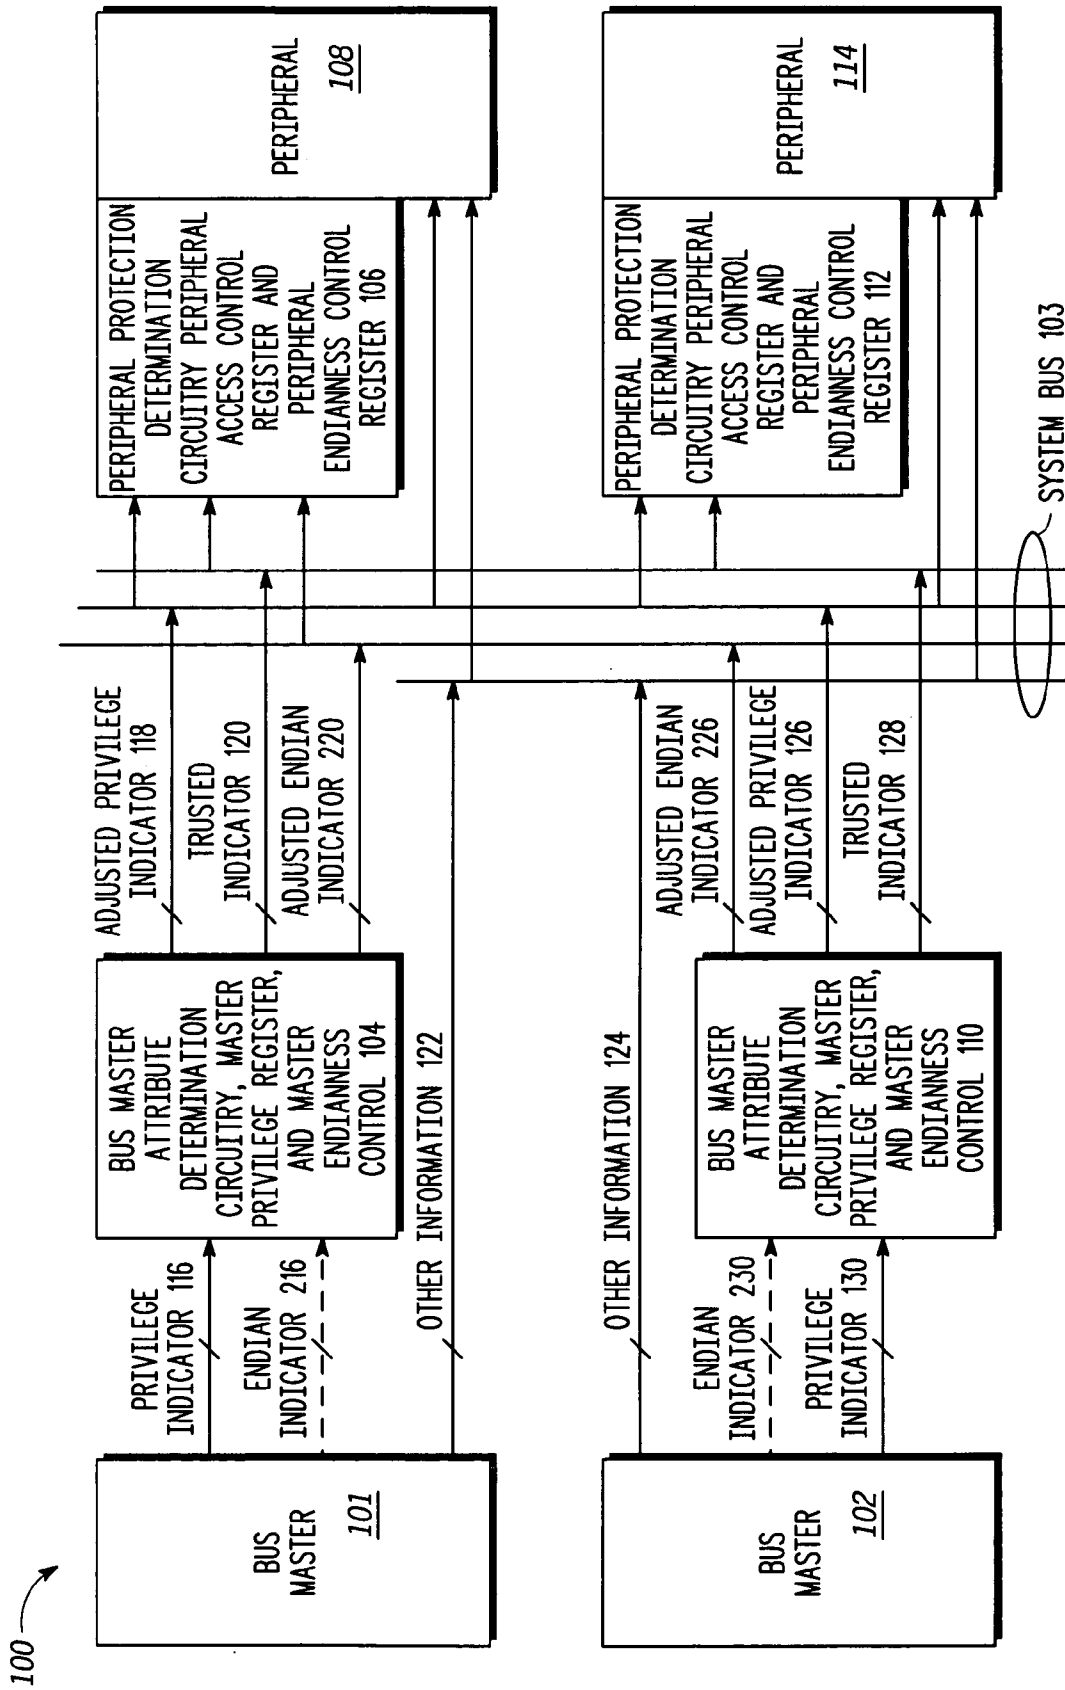 100
BUS
MASTER
101
PRIVILEGE
INDICATOR 116
ENDIAN
INDICATOR 216
BUS MASTER
ATTRIBUTE
DETERMINATION
CIRCUITRY, MASTER
PRIVILEGE REGISTER,
AND MASTER
ENDIANNESS
CONTROL 104
OTHER INFORMATION 122
ADJUSTED PRIVILEGE
INDICATOR 118
TRUSTED
INDICATOR 120
ADJUSTED ENDIAN
INDICATOR 220
PERIPHERAL PROTECTION
DETERMINATION
CIRCUITRY PERIPHERAL
ACCESS CONTROL
REGISTER AND
PERIPHERAL
ENDIANNESS CONTROL
REGISTER 106
PERIPHERAL
108
BUS
MASTER
102
OTHER INFORMATION 124
ENDIAN
INDICATOR 230
PRIVILEGE
INDICATOR 130
BUS MASTER
ATTRIBUTE
DETERMINATION
CIRCUITRY, MASTER
PRIVILEGE REGISTER,
AND MASTER
ENDIANNESS
CONTROL 110
ADJUSTED ENDIAN
INDICATOR 226
ADJUSTED PRIVILEGE
INDICATOR 126
TRUSTED
INDICATOR 128
PERIPHERAL PROTECTION
DETERMINATION
CIRCUITRY PERIPHERAL
ACCESS CONTROL
REGISTER AND
PERIPHERAL
ENDIANNESS CONTROL
REGISTER 112
PERIPHERAL
114
SYSTEM BUS 103